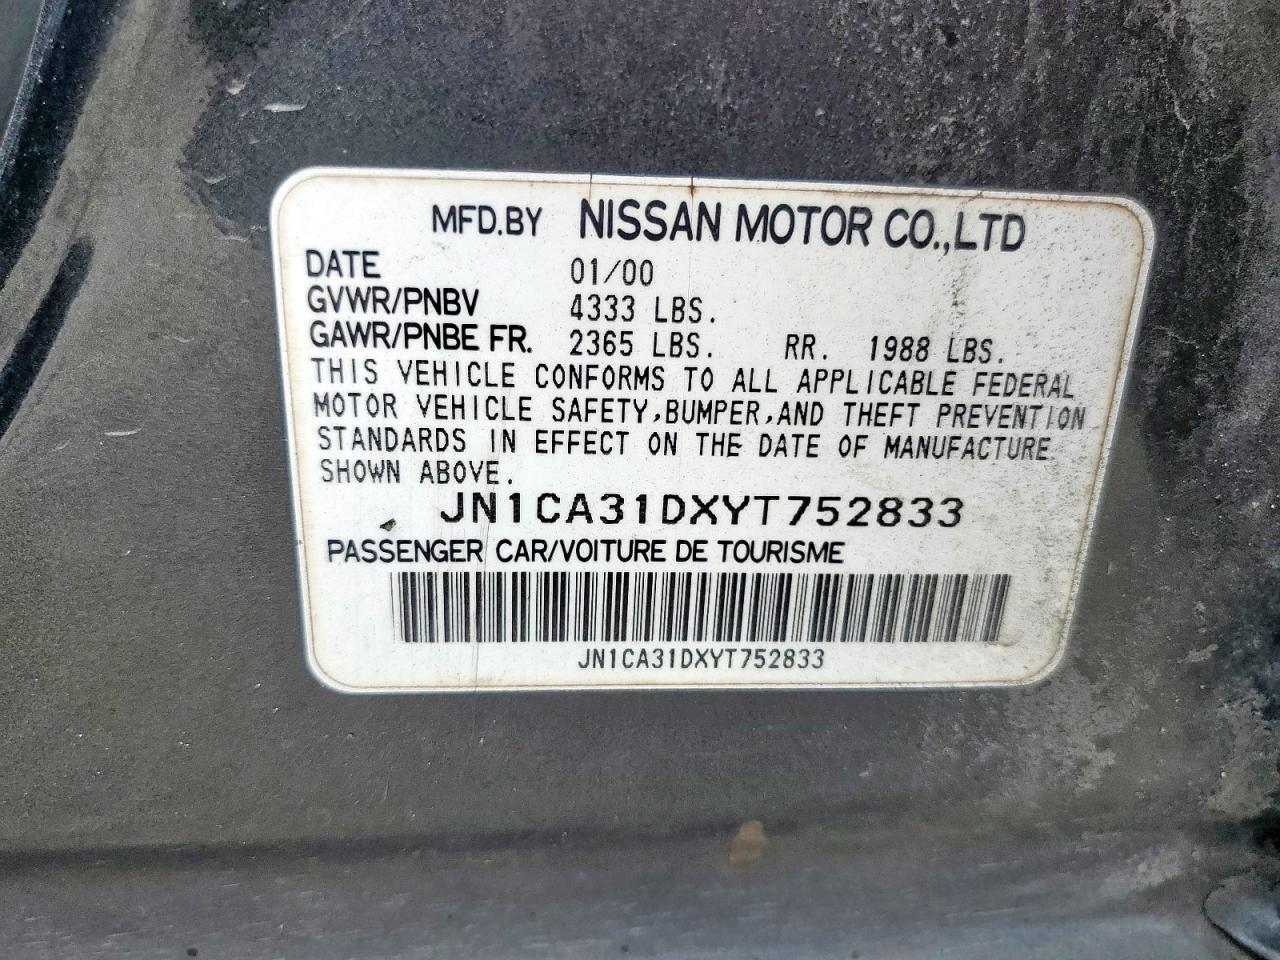 MFD.BY NISSAN MOTOR CO.,LTD
DATE 01/00
GVWR/PNBV 4333 LBS.
GAWR/PNBE FR. 2365 LBS. RR. 1988 LBS.
THIS VEHICLE CONFORMS TO ALL APPLICABLE FEDERAL
MOTOR VEHICLE SAFETY,BUMPER,AND THEFT PREVENTION
STANDARDS IN EFFECT ON THE DATE OF MANUFACTURE
SHOWN ABOVE.
JN1CA31DXYT752833
PASSENGER CAR/VOITURE DE TOURISME
JN1CA31DXYT752833